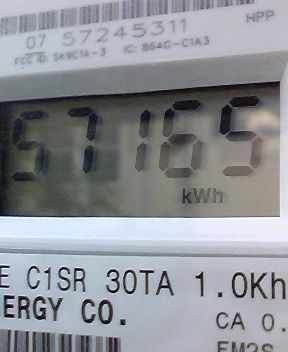 HPP
07 57245311
FCC ID: SK9C1A-3 IC: 864G-C1A3
57165
kWh
E C1SR 30TA 1.0Kh
ERGY CO.
CA 0.
EM2S